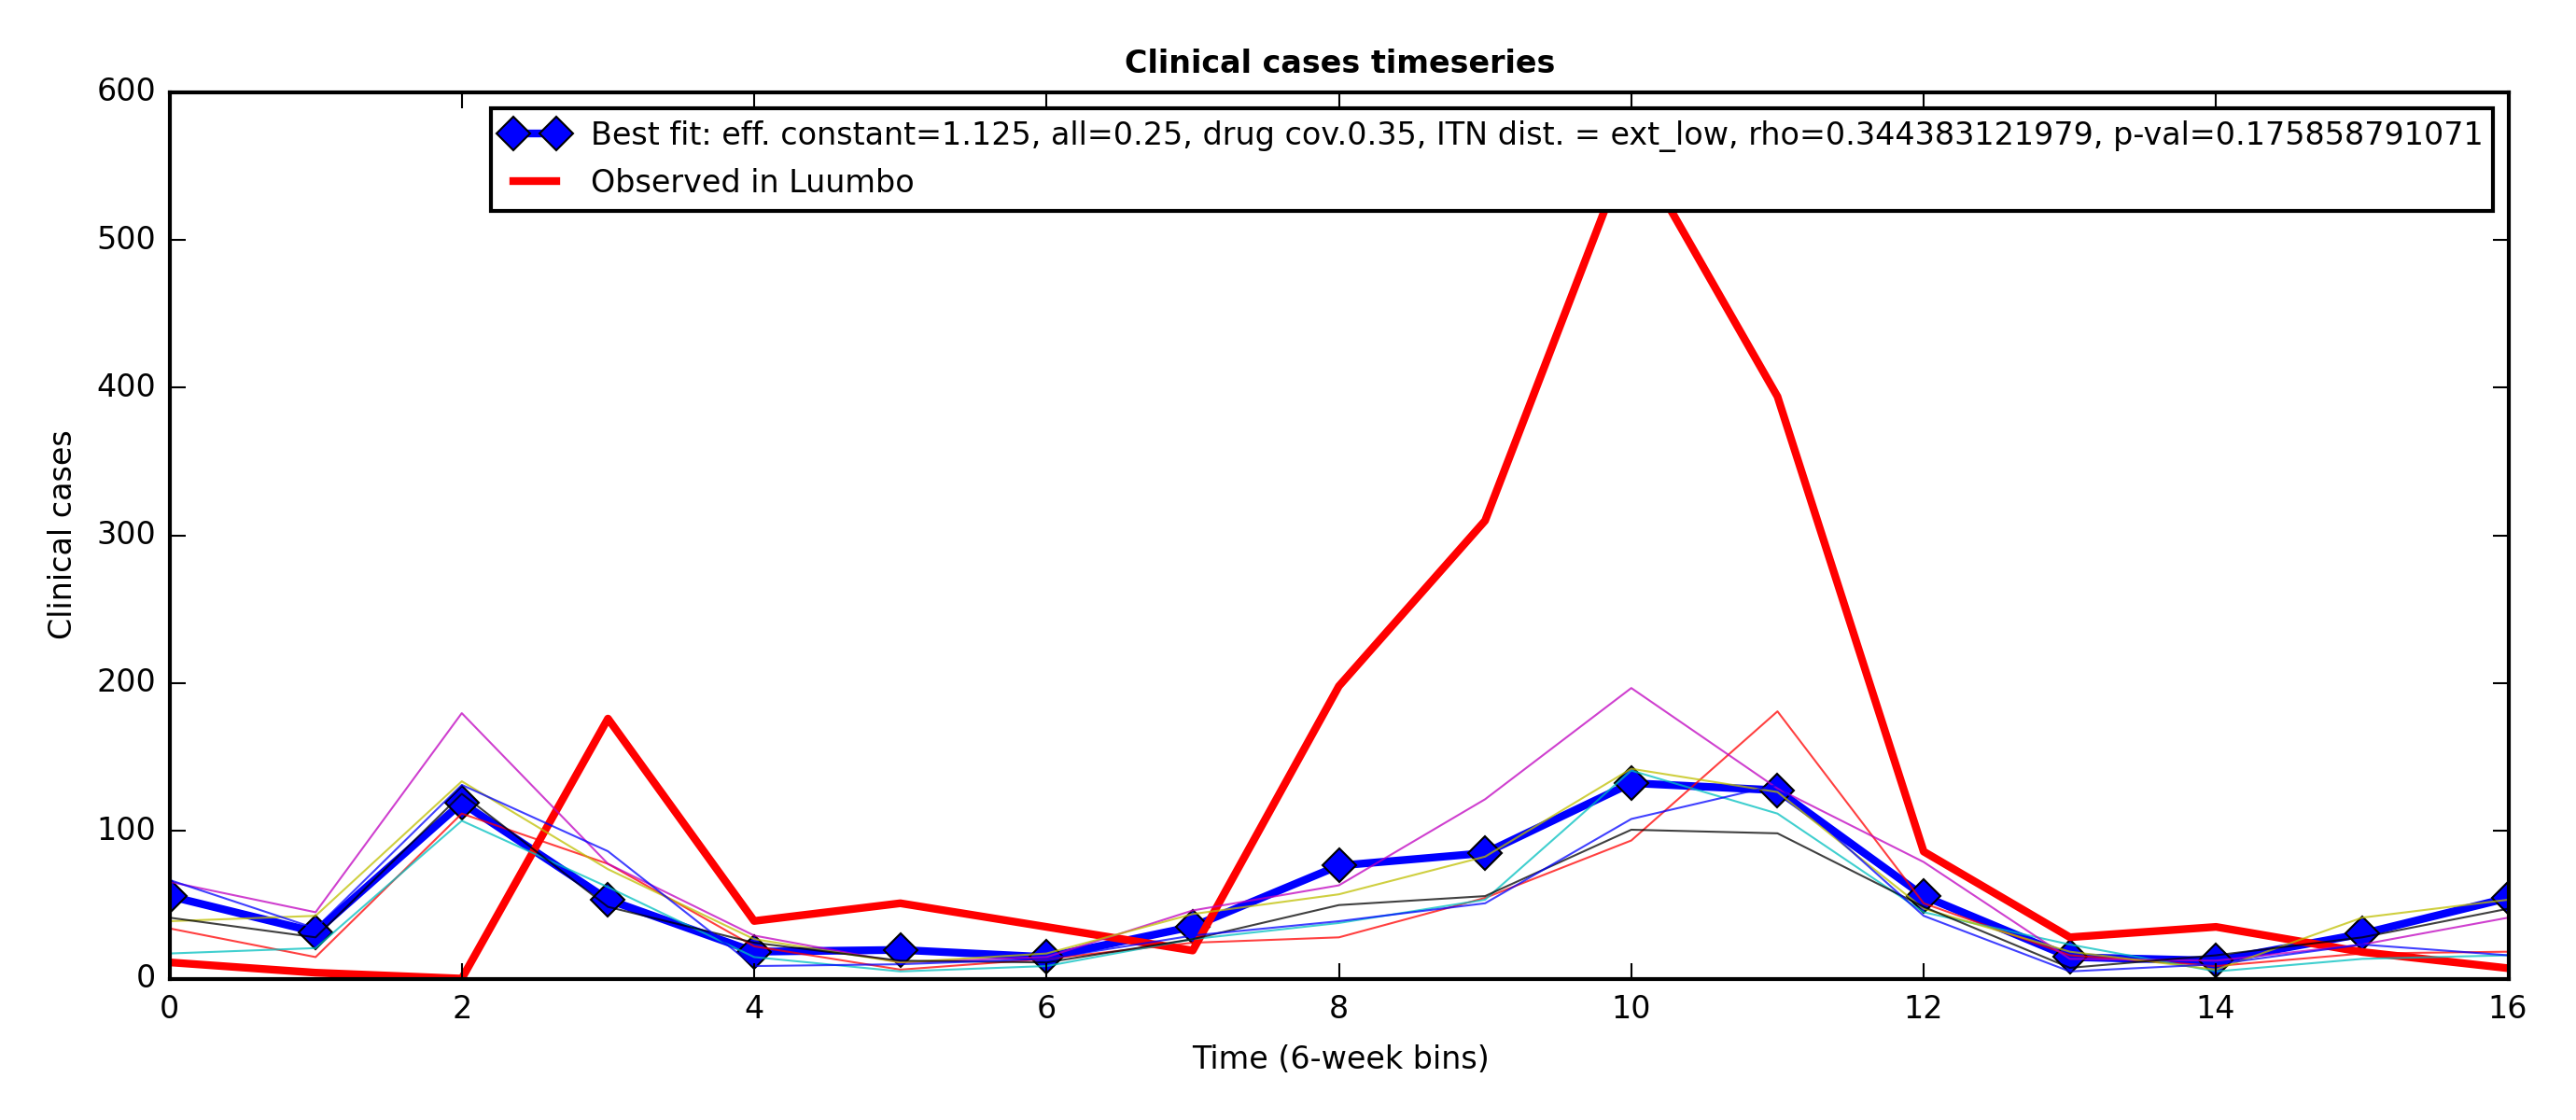 Clinical cases timeseries
600
500
400
300
200
100
0
Clinical cases
Best fit: eff. constant=1.125, all=0.25, drug cov.0.35, ITN dist. = ext_low, rho=0.344383121979, p-val=0.175858791071
Observed in Luumbo
0 2 4 6 8 10 12 14 16
Time (6-week bins)